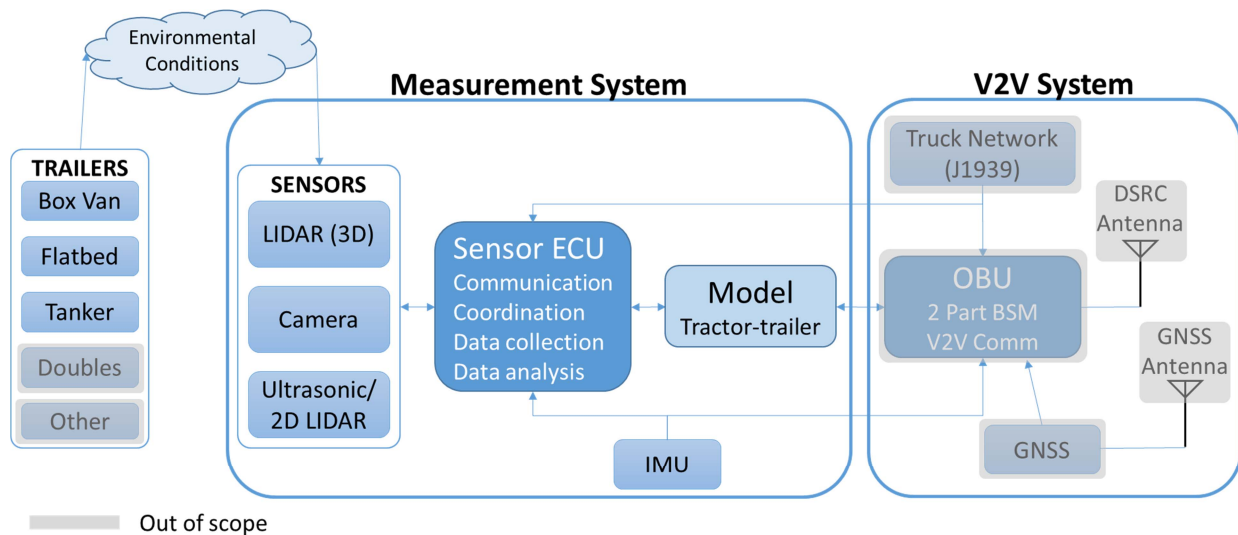 Environmental
Conditions
Measurement System
V2V System
TRAILERS
Box Van
Flatbed
Tanker
Doubles
Other
SENSORS
LIDAR (3D)
Camera
Ultrasonic/
2D LIDAR
Sensor ECU
Communication
Coordination
Data collection
Data analysis
Model
Tractor-trailer
IMU
Truck Network
(J1939)
OBU
2 Part BSM
V2V Comm
GNSS
DSRC
Antenna
GNSS
Antenna
Out of scope